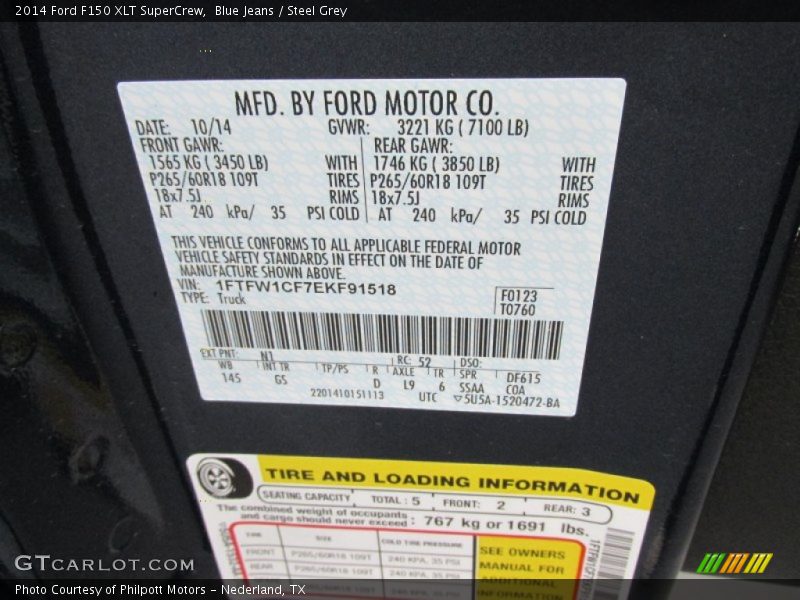 2014 Ford F150 XLT SuperCrew, Blue Jeans / Steel Grey
MFD. BY FORD MOTOR CO.
DATE: 10/14 GVWR: 3221 KG ( 7100 LB)
FRONT GAWR: REAR GAWR:
1565 KG ( 3450 LB) WITH 1746 KG ( 3850 LB) WITH
P265/60R18 109T TIRES P265/60R18 109T TIRES
18x7.5J RIMS 18x7.5J RIMS
AT 240 kPa/ 35 PSI COLD AT 240 kPa/ 35 PSI COLD
THIS VEHICLE CONFORMS TO ALL APPLICABLE FEDERAL MOTOR
VEHICLE SAFETY STANDARDS IN EFFECT ON THE DATE OF
MANUFACTURE SHOWN ABOVE.
VIN: 1FTFW1CF7EKF91518
TYPE: Truck
F0123
T0760
EXT PNT: N1 RC: 52 DSO:
WB INT TR TP/PS R AXLE TR SPR DF615
145 GS D L9 6 SSAA COA
2201410151113 UTC ▽5U5A-1520472-BA
TIRE AND LOADING INFORMATION
SEATING CAPACITY TOTAL : 5 FRONT: 2 REAR: 3
The combined weight of occupants
and cargo should never exceed : 767 kg or 1691 lbs.
TIRE SIZE COLD TIRE PRESSURE
FRONT P265/60R18 109T 240 KPA, 35 PSI
REAR P265/60R18 109T 240 KPA, 35 PSI
SEE OWNERS
MANUAL FOR
ADDITIONAL
INFORMATION
GTCARLOT.COM
Photo Courtesy of Philpott Motors – Nederland, TX